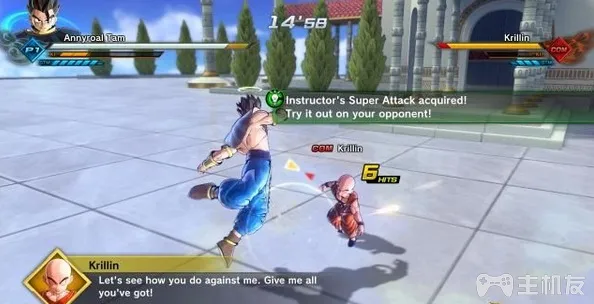 14'58
P1
Annyroal Tam
Krillin
COM
Instructor's Super Attack acquired!
Try it out on your opponent!
COM Krillin
6
HITS
Krillin
Let's see how you do against me. Give me all
you've got!
主机友